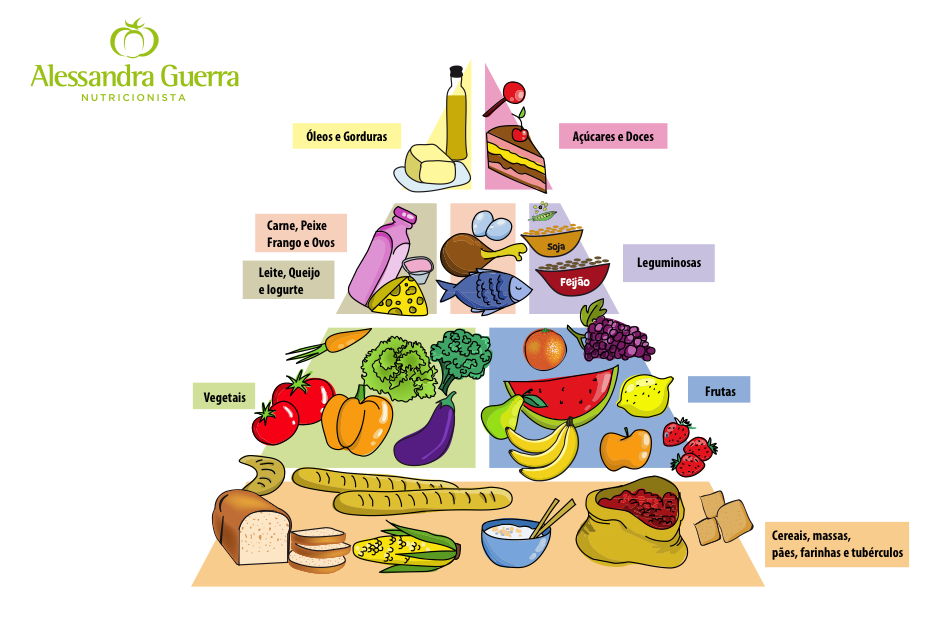 Alessandra Guerra
NUTRICIONISTA
Óleos e Gorduras
Açúcares e Doces
Carne, Peixe
Frango e Ovos
Leite, Queijo
e Iogurte
Soja
Feijão
Leguminosas
Vegetais
Frutas
Cereais, massas,
pães, farinhas e tubérculos